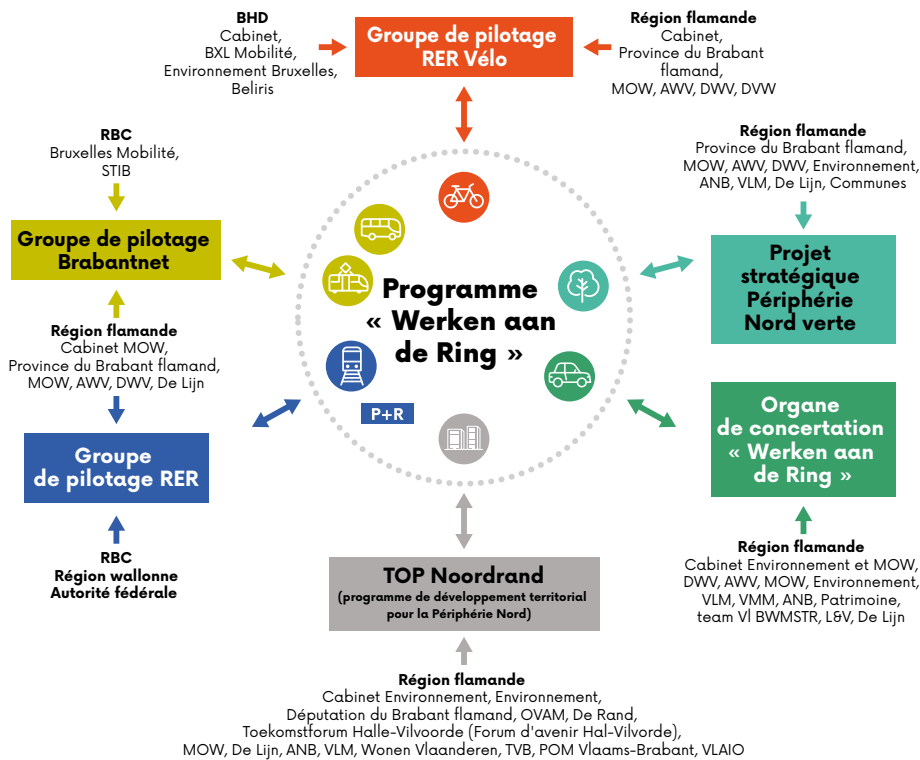 BHD
Cabinet,
BXL Mobilité,
Environnement Bruxelles,
Beliris
Groupe de pilotage
RER Vélo
Région flamande
Cabinet,
Province du Brabant
flamand,
MOW, AWV, DWV, DVW
RBC
Bruxelles Mobilité,
STIB
Groupe de pilotage
Brabantnet
Région flamande
Cabinet MOW,
Province du Brabant flamand,
MOW, AWV, DWV, De Lijn
Groupe
de pilotage RER
RBC
Région wallonne
Autorité fédérale
Programme
« Werken aan
de Ring »
P+R
Région flamande
Province du Brabant flamand,
MOW, AWV, DWV, Environnement,
ANB, VLM, De Lijn, Communes
Projet
stratégique
Périphérie
Nord verte
Organe
de concertation
« Werken aan
de Ring »
Région flamande
Cabinet Environnement et MOW,
DWV, AWV, MOW, Environnement,
VLM, VMM, ANB, Patrimoine,
team Vl BWMSTR, L&V, De Lijn
TOP Noordrand
(programme de développement territorial
pour la Périphérie Nord)
Région flamande
Cabinet Environnement, Environnement,
Députation du Brabant flamand, OVAM, De Rand,
Toekomstforum Halle-Vilvoorde (Forum d'avenir Hal-Vilvorde),
MOW, De Lijn, ANB, VLM, Wonen Vlaanderen, TVB, POM Vlaams-Brabant, VLAIO